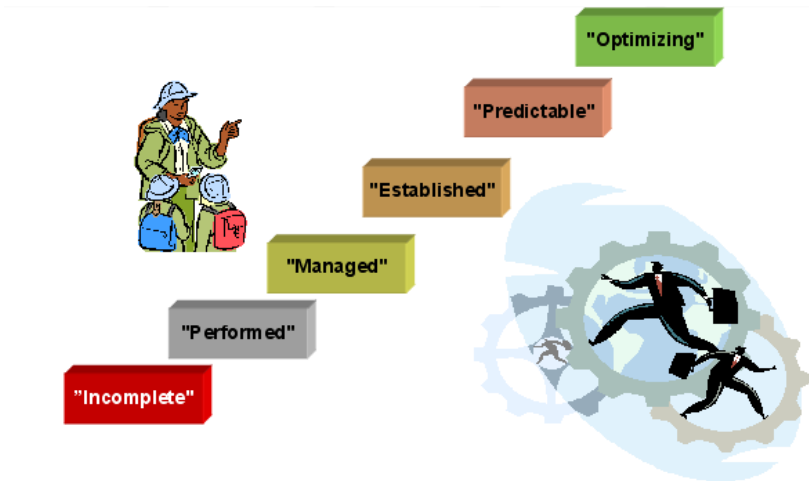 "Optimizing"
"Predictable"
"Established"
"Managed"
"Performed"
”Incomplete"